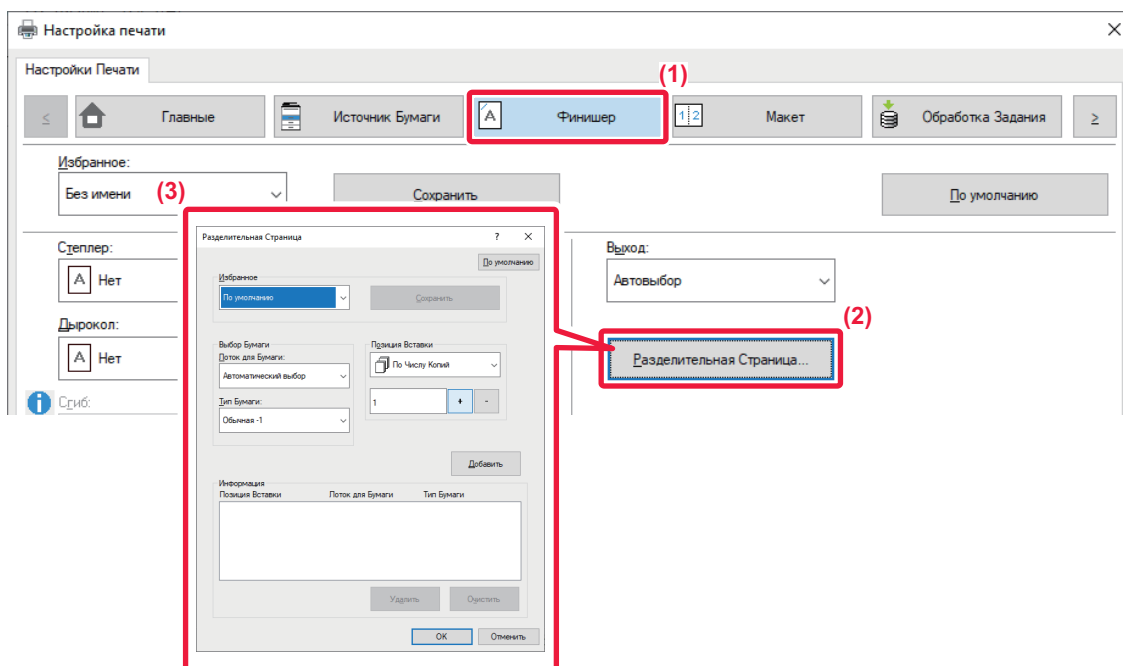 Настройка печати
Настройки Печати
(1)
<
Главные
Источник Бумаги
A
Финишер
1 2
Макет
Обработка Задания
>
Избранное:
Без имени
(3)
Сохранить
По умолчанию
Степлер:
A Нет
Дырокол:
A Нет
i Сгиб:
Разделительная Страница ?
По умолчанию
Избранное
По умолчанию
Сохранить
Выбор Бумаги
Поток для Бумаги:
Автоматический выбор
Тип Бумаги:
Обычная -1
Позиция Вставки
По Числу Копий
1 + -
Добавить
Информация
Позиция Вставки Поток для Бумаги Тип Бумаги
Удалить Очистить
OK Отменить
Выход:
Автовыбор
(2)
Разделительная Страница...